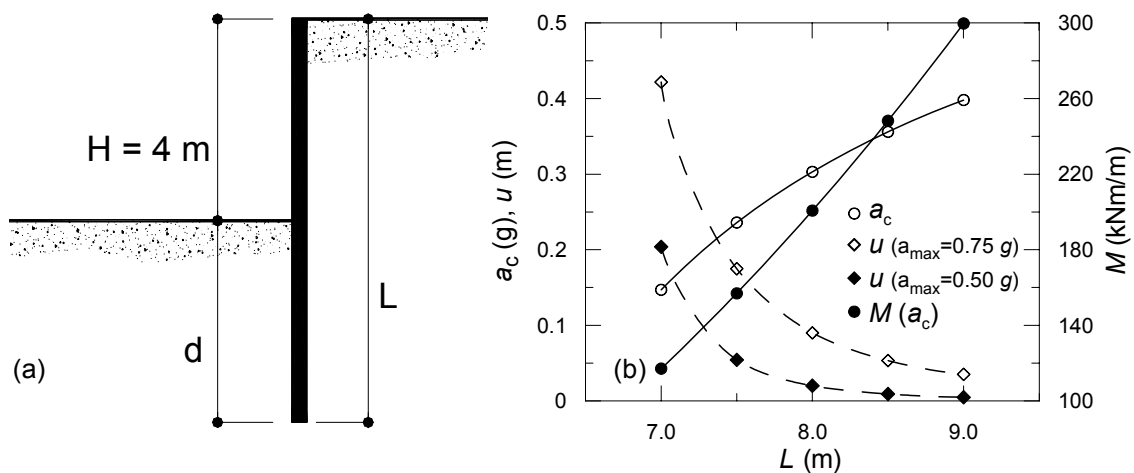 H = 4 m
d
L
(a)
0.5
0.4
0.3
0.2
0.1
0
a_c (g), u (m)
300
260
220
180
140
100
M (kNm/m)
a_c
u (a_max=0.75 g)
u (a_max=0.50 g)
M (a_c)
(b)
7.0 8.0 9.0
L (m)